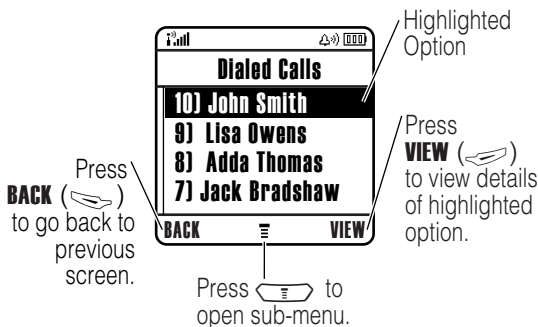 Highlighted
Option
Dialed Calls
10) John Smith
9) Lisa Owens
8) Adda Thomas
7) Jack Bradshaw
BACK
VIEW
Press
BACK ( )
to go back to
previous
screen.
Press
VIEW ( )
to view details
of highlighted
option.
Press to
open sub-menu.